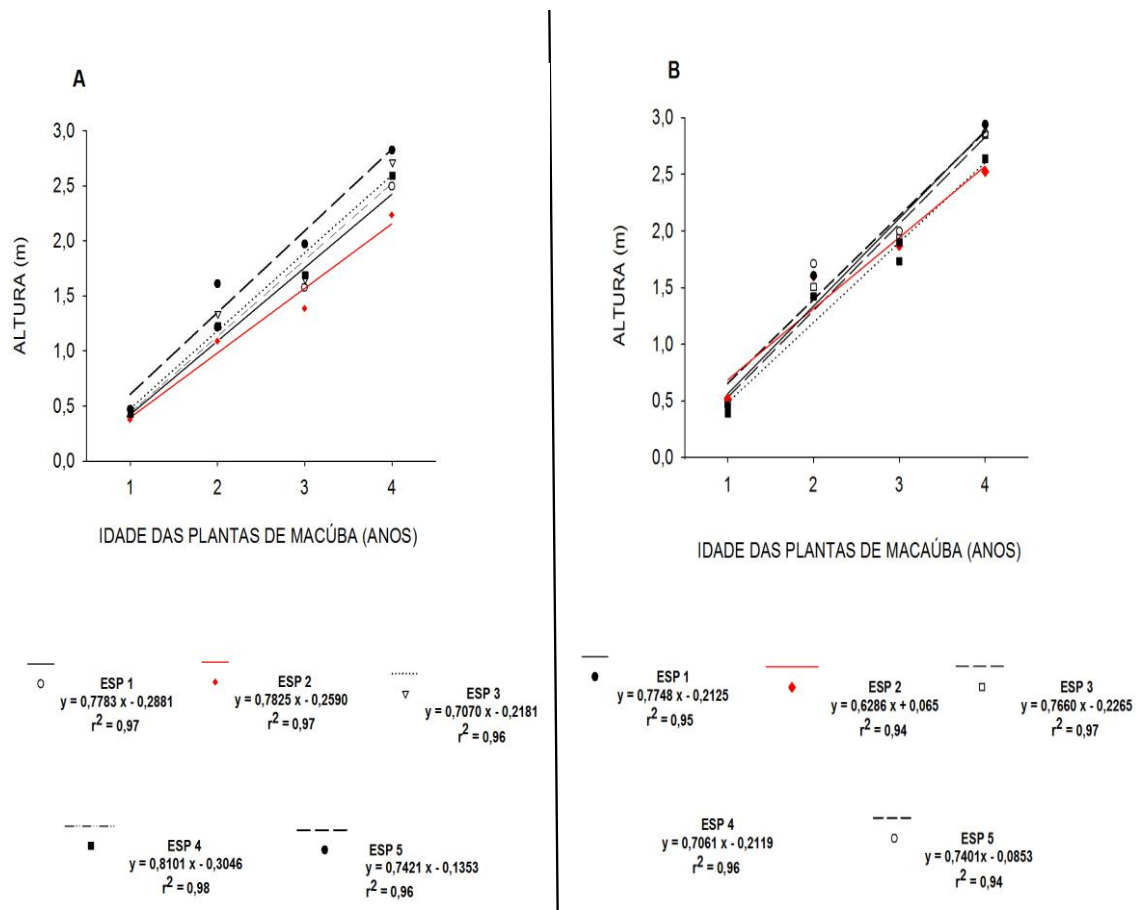 A
ALTURA (m)
3,0
2,5
2,0
1,5
1,0
0,5
0,0
1 2 3 4
IDADE DAS PLANTAS DE MACÚBA (ANOS)
ESP 1
y = 0,7783 x - 0,2881
r² = 0,97
ESP 2
y = 0,7825 x - 0,2590
r² = 0,97
ESP 3
y = 0,7070 x - 0,2181
r² = 0,96
ESP 4
y = 0,8101 x - 0,3046
r² = 0,98
ESP 5
y = 0,7421 x - 0,1353
r² = 0,96
B
ALTURA (m)
3,0
2,5
2,0
1,5
1,0
0,5
0,0
1 2 3 4
IDADE DAS PLANTAS DE MACAÚBA (ANOS)
ESP 1
y = 0,7748 x - 0,2125
r² = 0,95
ESP 2
y = 0,6286 x + 0,065
r² = 0,94
ESP 3
y = 0,7660 x - 0,2265
r² = 0,97
ESP 4
y = 0,7061 x - 0,2119
r² = 0,96
ESP 5
y = 0,7401x - 0,0853
r² = 0,94